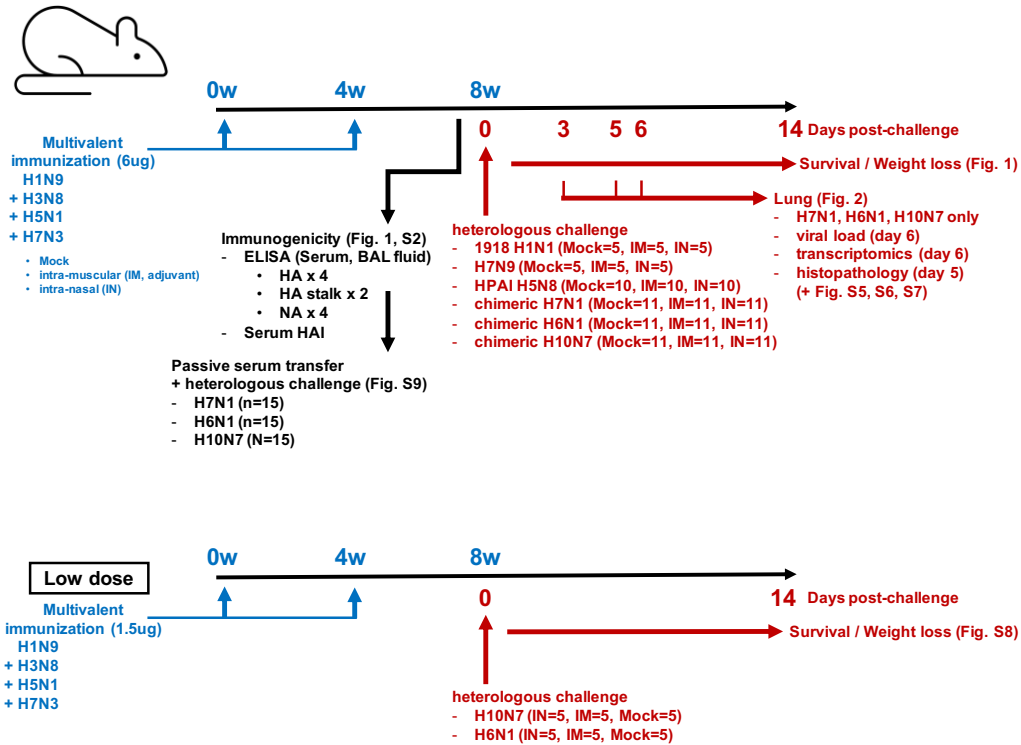 0w 4w 8w
0 3 5 6 14 Days post-challenge
Multivalent
immunization (6ug)
H1N9
+ H3N8
+ H5N1
+ H7N3
• Mock
• intra-muscular (IM, adjuvant)
• intra-nasal (IN)
Immunogenicity (Fig. 1, S2)
- ELISA (Serum, BAL fluid)
• HA x 4
• HA stalk x 2
• NA x 4
- Serum HAI
Passive serum transfer
+ heterologous challenge (Fig. S9)
- H7N1 (n=15)
- H6N1 (n=15)
- H10N7 (N=15)
heterologous challenge
- 1918 H1N1 (Mock=5, IM=5, IN=5)
- H7N9 (Mock=5, IM=5, IN=5)
- HPAI H5N8 (Mock=10, IM=10, IN=10)
- chimeric H7N1 (Mock=11, IM=11, IN=11)
- chimeric H6N1 (Mock=11, IM=11, IN=11)
- chimeric H10N7 (Mock=11, IM=11, IN=11)
Survival / Weight loss (Fig. 1)
Lung (Fig. 2)
- H7N1, H6N1, H10N7 only
- viral load (day 6)
- transcriptomics (day 6)
- histopathology (day 5)
(+ Fig. S5, S6, S7)
Low dose
0w 4w 8w
0 14 Days post-challenge
Multivalent
immunization (1.5ug)
H1N9
+ H3N8
+ H5N1
+ H7N3
Survival / Weight loss (Fig. S8)
heterologous challenge
- H10N7 (IN=5, IM=5, Mock=5)
- H6N1 (IN=5, IM=5, Mock=5)